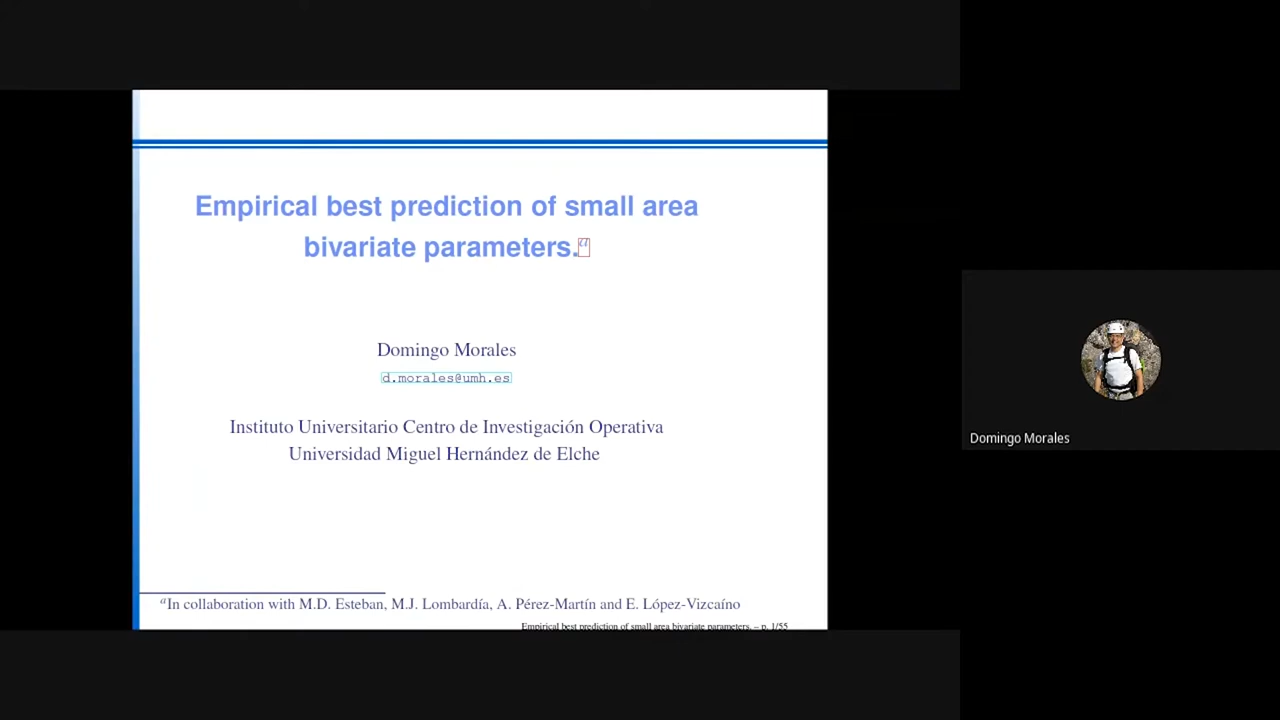 Empirical best prediction of small area
bivariate parameters.a
Domingo Morales
d.morales@umh.es
Instituto Universitario Centro de Investigación Operativa
Universidad Miguel Hernández de Elche
aIn collaboration with M.D. Esteban, M.J. Lombardía, A. Pérez-Martín and E. López-Vizcaíno
Empirical best prediction of small area bivariate parameters. – p. 1/55
Domingo Morales